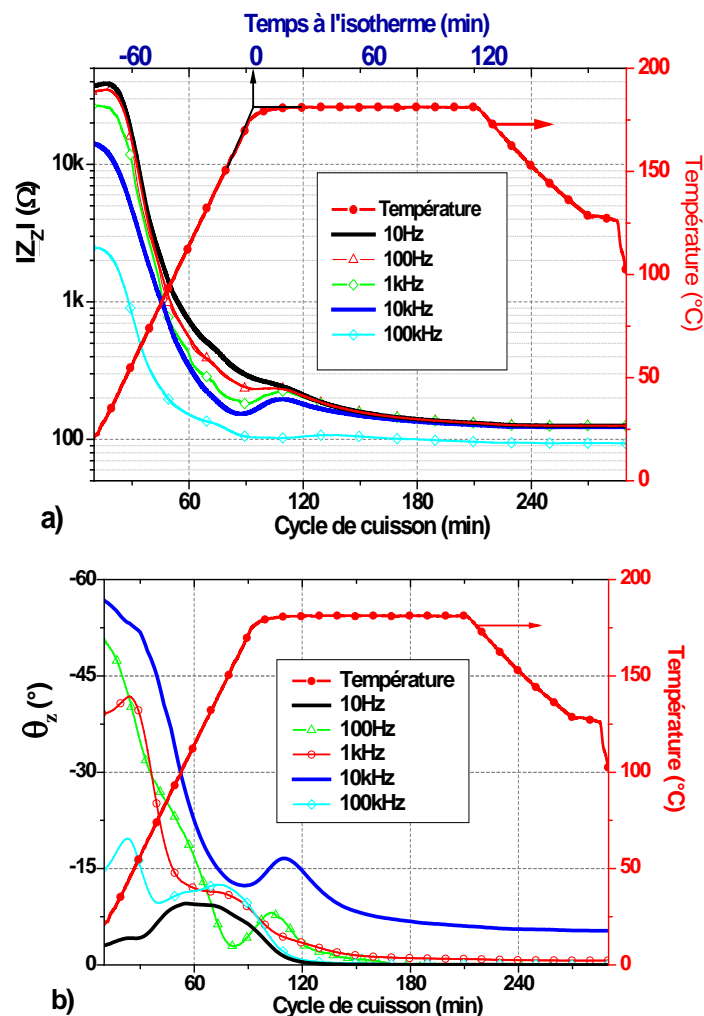 Temps à l'isotherme (min)
-60 0 60 120
200
150
100
50
0
10k
1k
100
|Z_Z| (Ω)
Température (°C)
Température
10Hz
100Hz
1kHz
10kHz
100kHz
60 120 180 240
Cycle de cuisson (min)
a)
-60
-45
-30
-15
0
θ_z (°)
200
150
100
50
0
Température (°C)
Température
10Hz
100Hz
1kHz
10kHz
100kHz
60 120 180 240
Cycle de cuisson (min)
b)